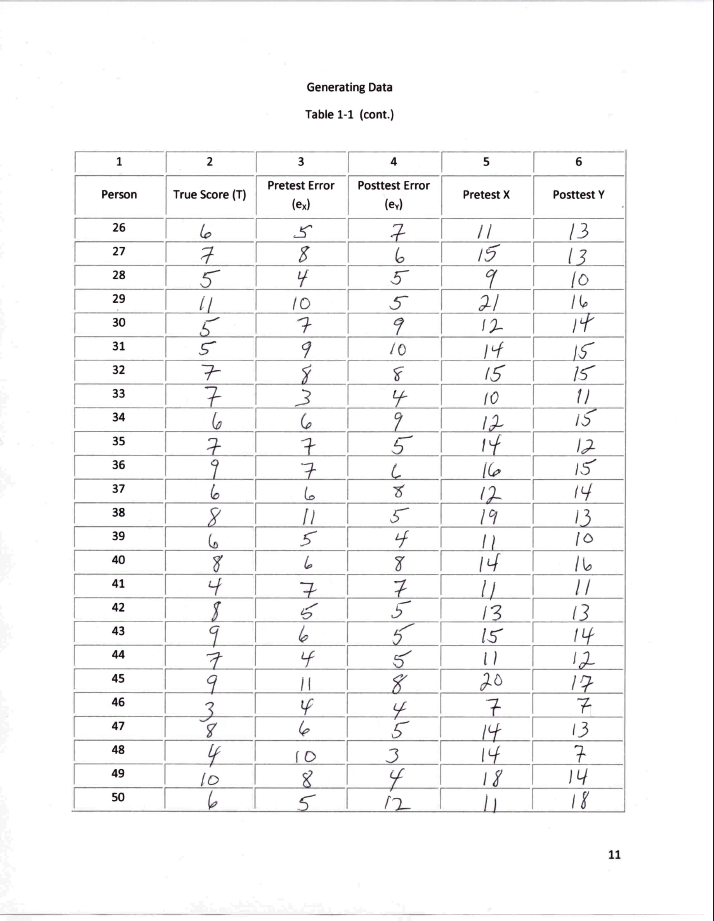 Generating Data
Table 1-1 (cont.)
1 2 3 4 5 6
Person True Score (T) Pretest Error (eX) Posttest Error (eY) Pretest X Posttest Y
26 6 5 7 11 13
27 7 8 6 15 13
28 5 4 5 9 10
29 11 10 5 21 16
30 5 7 9 12 14
31 5 9 10 14 15
32 7 8 8 15 15
33 7 3 4 10 11
34 6 6 9 12 15
35 7 7 5 14 12
36 9 7 6 16 15
37 6 6 8 12 14
38 8 11 5 19 13
39 6 5 4 11 10
40 8 6 8 14 16
41 4 7 7 11 11
42 8 5 5 13 13
43 9 6 5 15 14
44 7 4 5 11 12
45 9 11 8 20 17
46 3 4 4 7 7
47 8 6 5 14 13
48 4 10 3 14 7
49 10 8 4 18 14
50 6 5 12 11 18
11